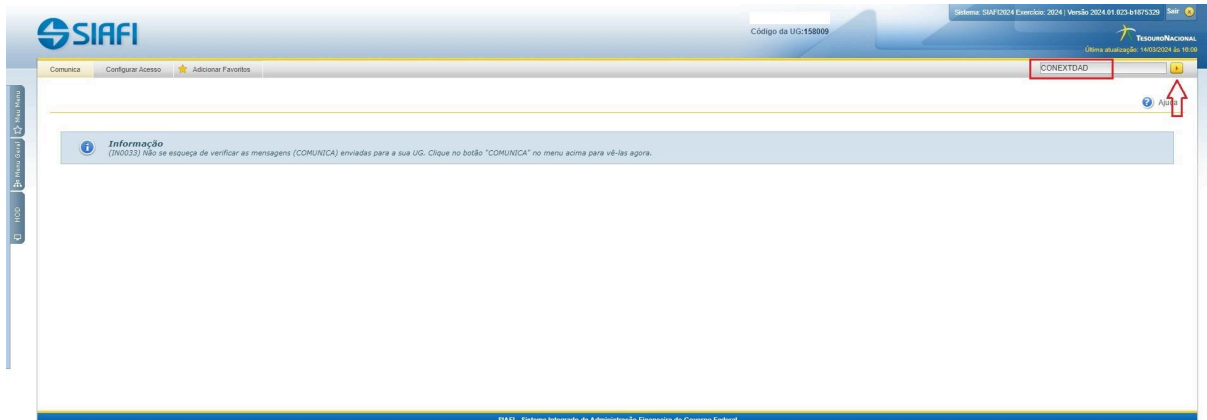 Sistema: SIAFI2024 Exercício: 2024 | Versão 2024.01.023-b1875329 Sair
SIAFI
Código da UG:158009
TESOURONACIONAL
Última atualização: 14/03/2024 às 16:09
Comunica Configurar Acesso Adicionar Favoritos CONEXTDAD
Ajuda
Meu Menu
Menu Geral
HOD
Informação
(IN0033) Não se esqueça de verificar as mensagens (COMUNICA) enviadas para a sua UG. Clique no botão "COMUNICA" no menu acima para vê-las agora.
SIAFI - Sistema Integrado de Administração Financeira do Governo Federal